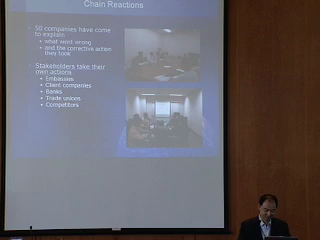 Chain Reactions
• 50 companies have come
to explain
• what went wrong
• and the corrective action
they took
• Stakeholders take their
own actions
• Embassies
• Client companies
• Banks
• Trade unions
• Competitors